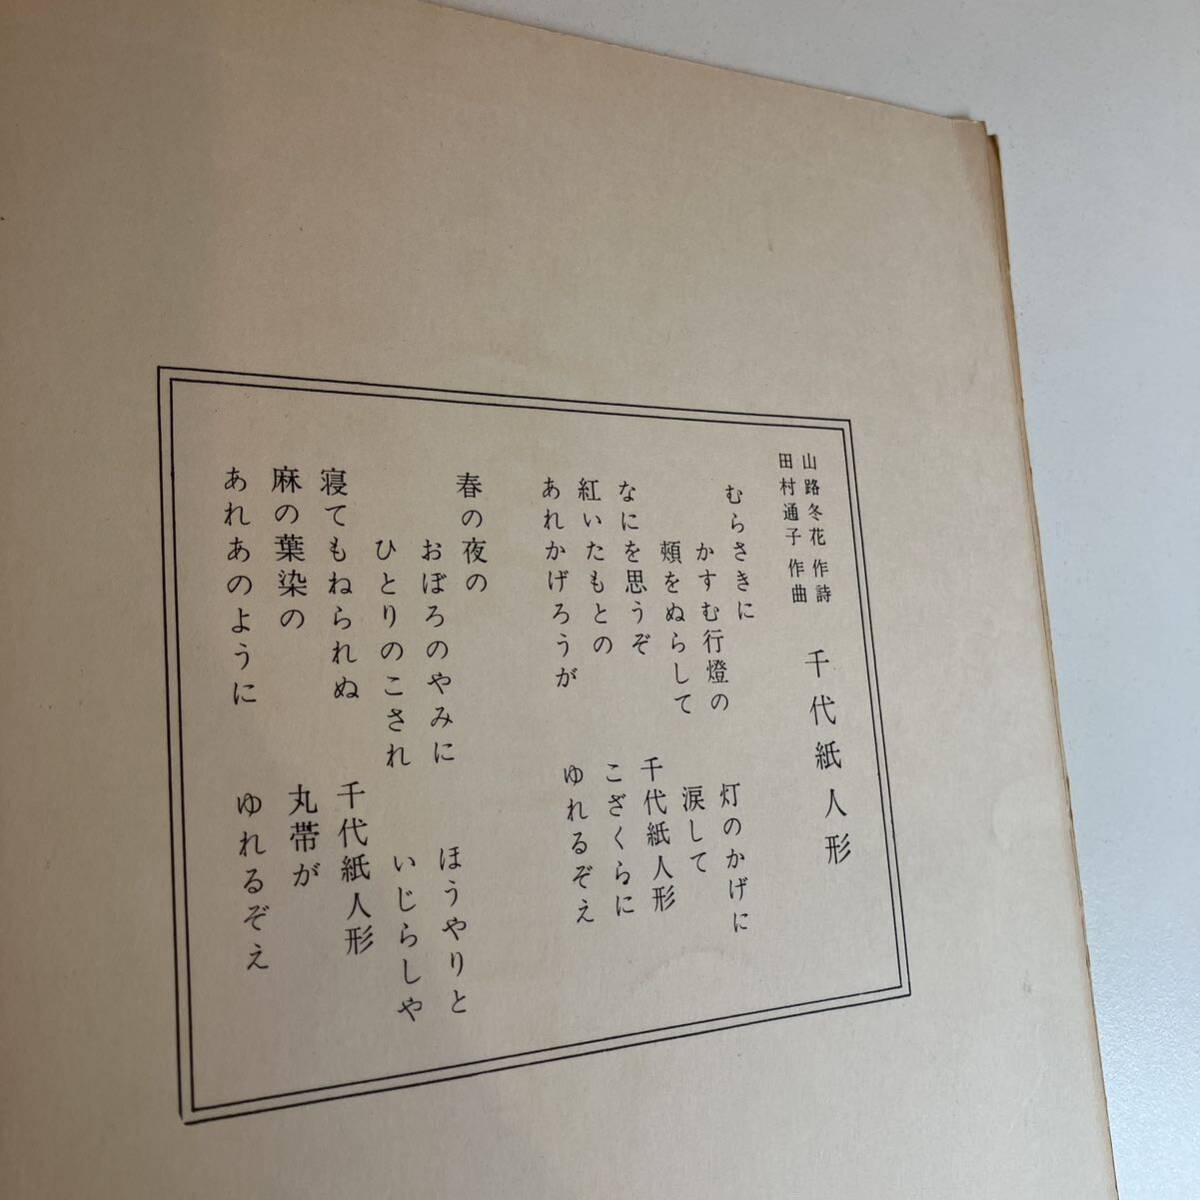 千代紙人形
山路冬花 作詩
田村通子 作曲
むらさきに
かすむ行燈の 灯のかげに
頬をぬらして 涙して
なにを思うぞ 千代紙人形
紅いたもとの こざくらに
あれかげろうが ゆれるぞえ
春の夜の
おぼろのやみに ほうやりと
ひとりのこされ いじらしや
寝てもねられぬ 千代紙人形
麻の葉染の 丸帯が
あれあのように ゆれるぞえ